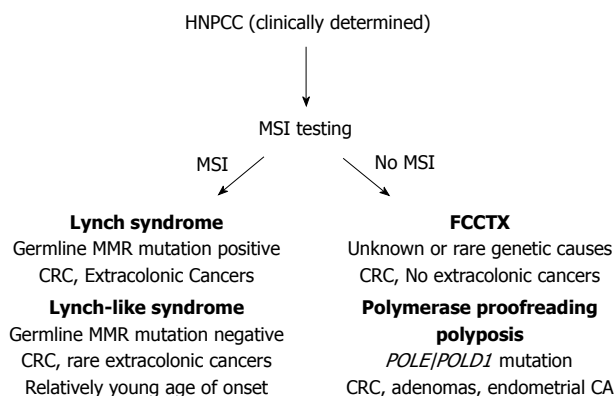 HNPCC (clinically determined)
MSI testing
MSI
No MSI
Lynch syndrome
Germline MMR mutation positive
CRC, Extracolonic Cancers
Lynch-like syndrome
Germline MMR mutation negative
CRC, rare extracolonic cancers
Relatively young age of onset
FCCTX
Unknown or rare genetic causes
CRC, No extracolonic cancers
Polymerase proofreading
polyposis
POLE|POLD1 mutation
CRC, adenomas, endometrial CA